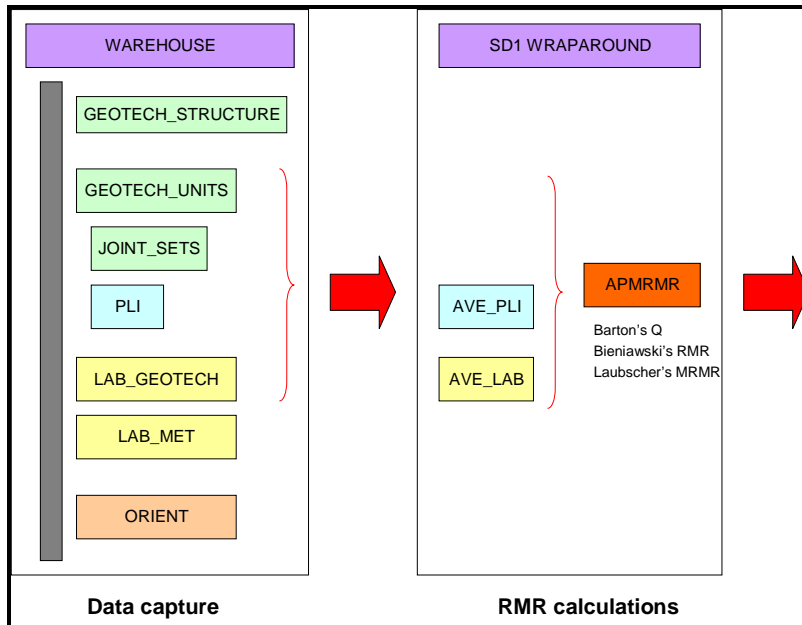 WAREHOUSE
GEOTECH_STRUCTURE
GEOTECH_UNITS
JOINT_SETS
PLI
LAB_GEOTECH
LAB_MET
ORIENT
Data capture
SD1 WRAPAROUND
AVE_PLI
AVE_LAB
APMRMR
Barton's Q
Bieniawski's RMR
Laubscher's MRMR
RMR calculations